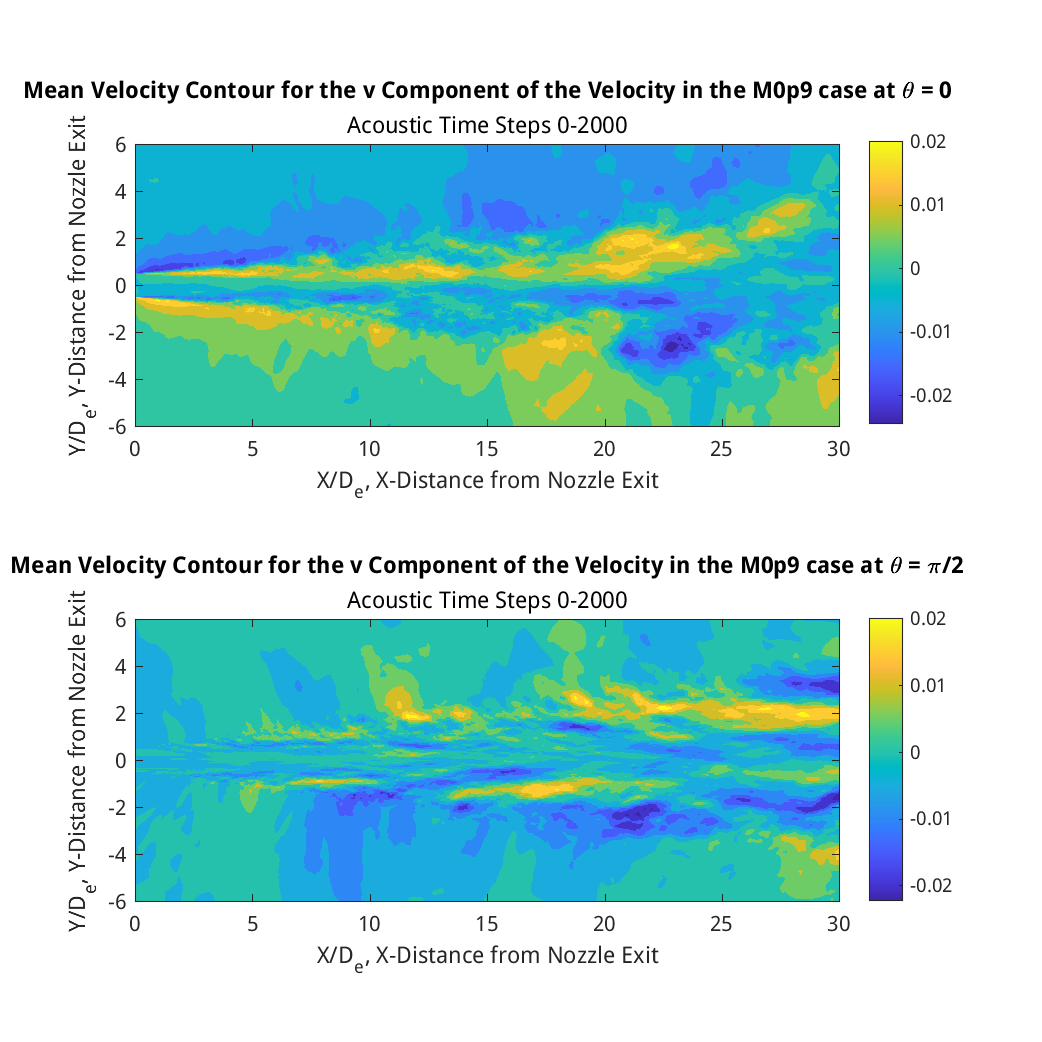 Mean Velocity Contour for the v Component of the Velocity in the M0p9 case at θ = 0
Acoustic Time Steps 0-2000
Y/De, Y-Distance from Nozzle Exit
6
4
2
0
-2
-4
-6
0 5 10 15 20 25 30
X/De, X-Distance from Nozzle Exit
0.02
0.01
0
-0.01
-0.02
Mean Velocity Contour for the v Component of the Velocity in the M0p9 case at θ = π/2
Acoustic Time Steps 0-2000
Y/De, Y-Distance from Nozzle Exit
6
4
2
0
-2
-4
-6
0 5 10 15 20 25 30
X/De, X-Distance from Nozzle Exit
0.02
0.01
0
-0.01
-0.02